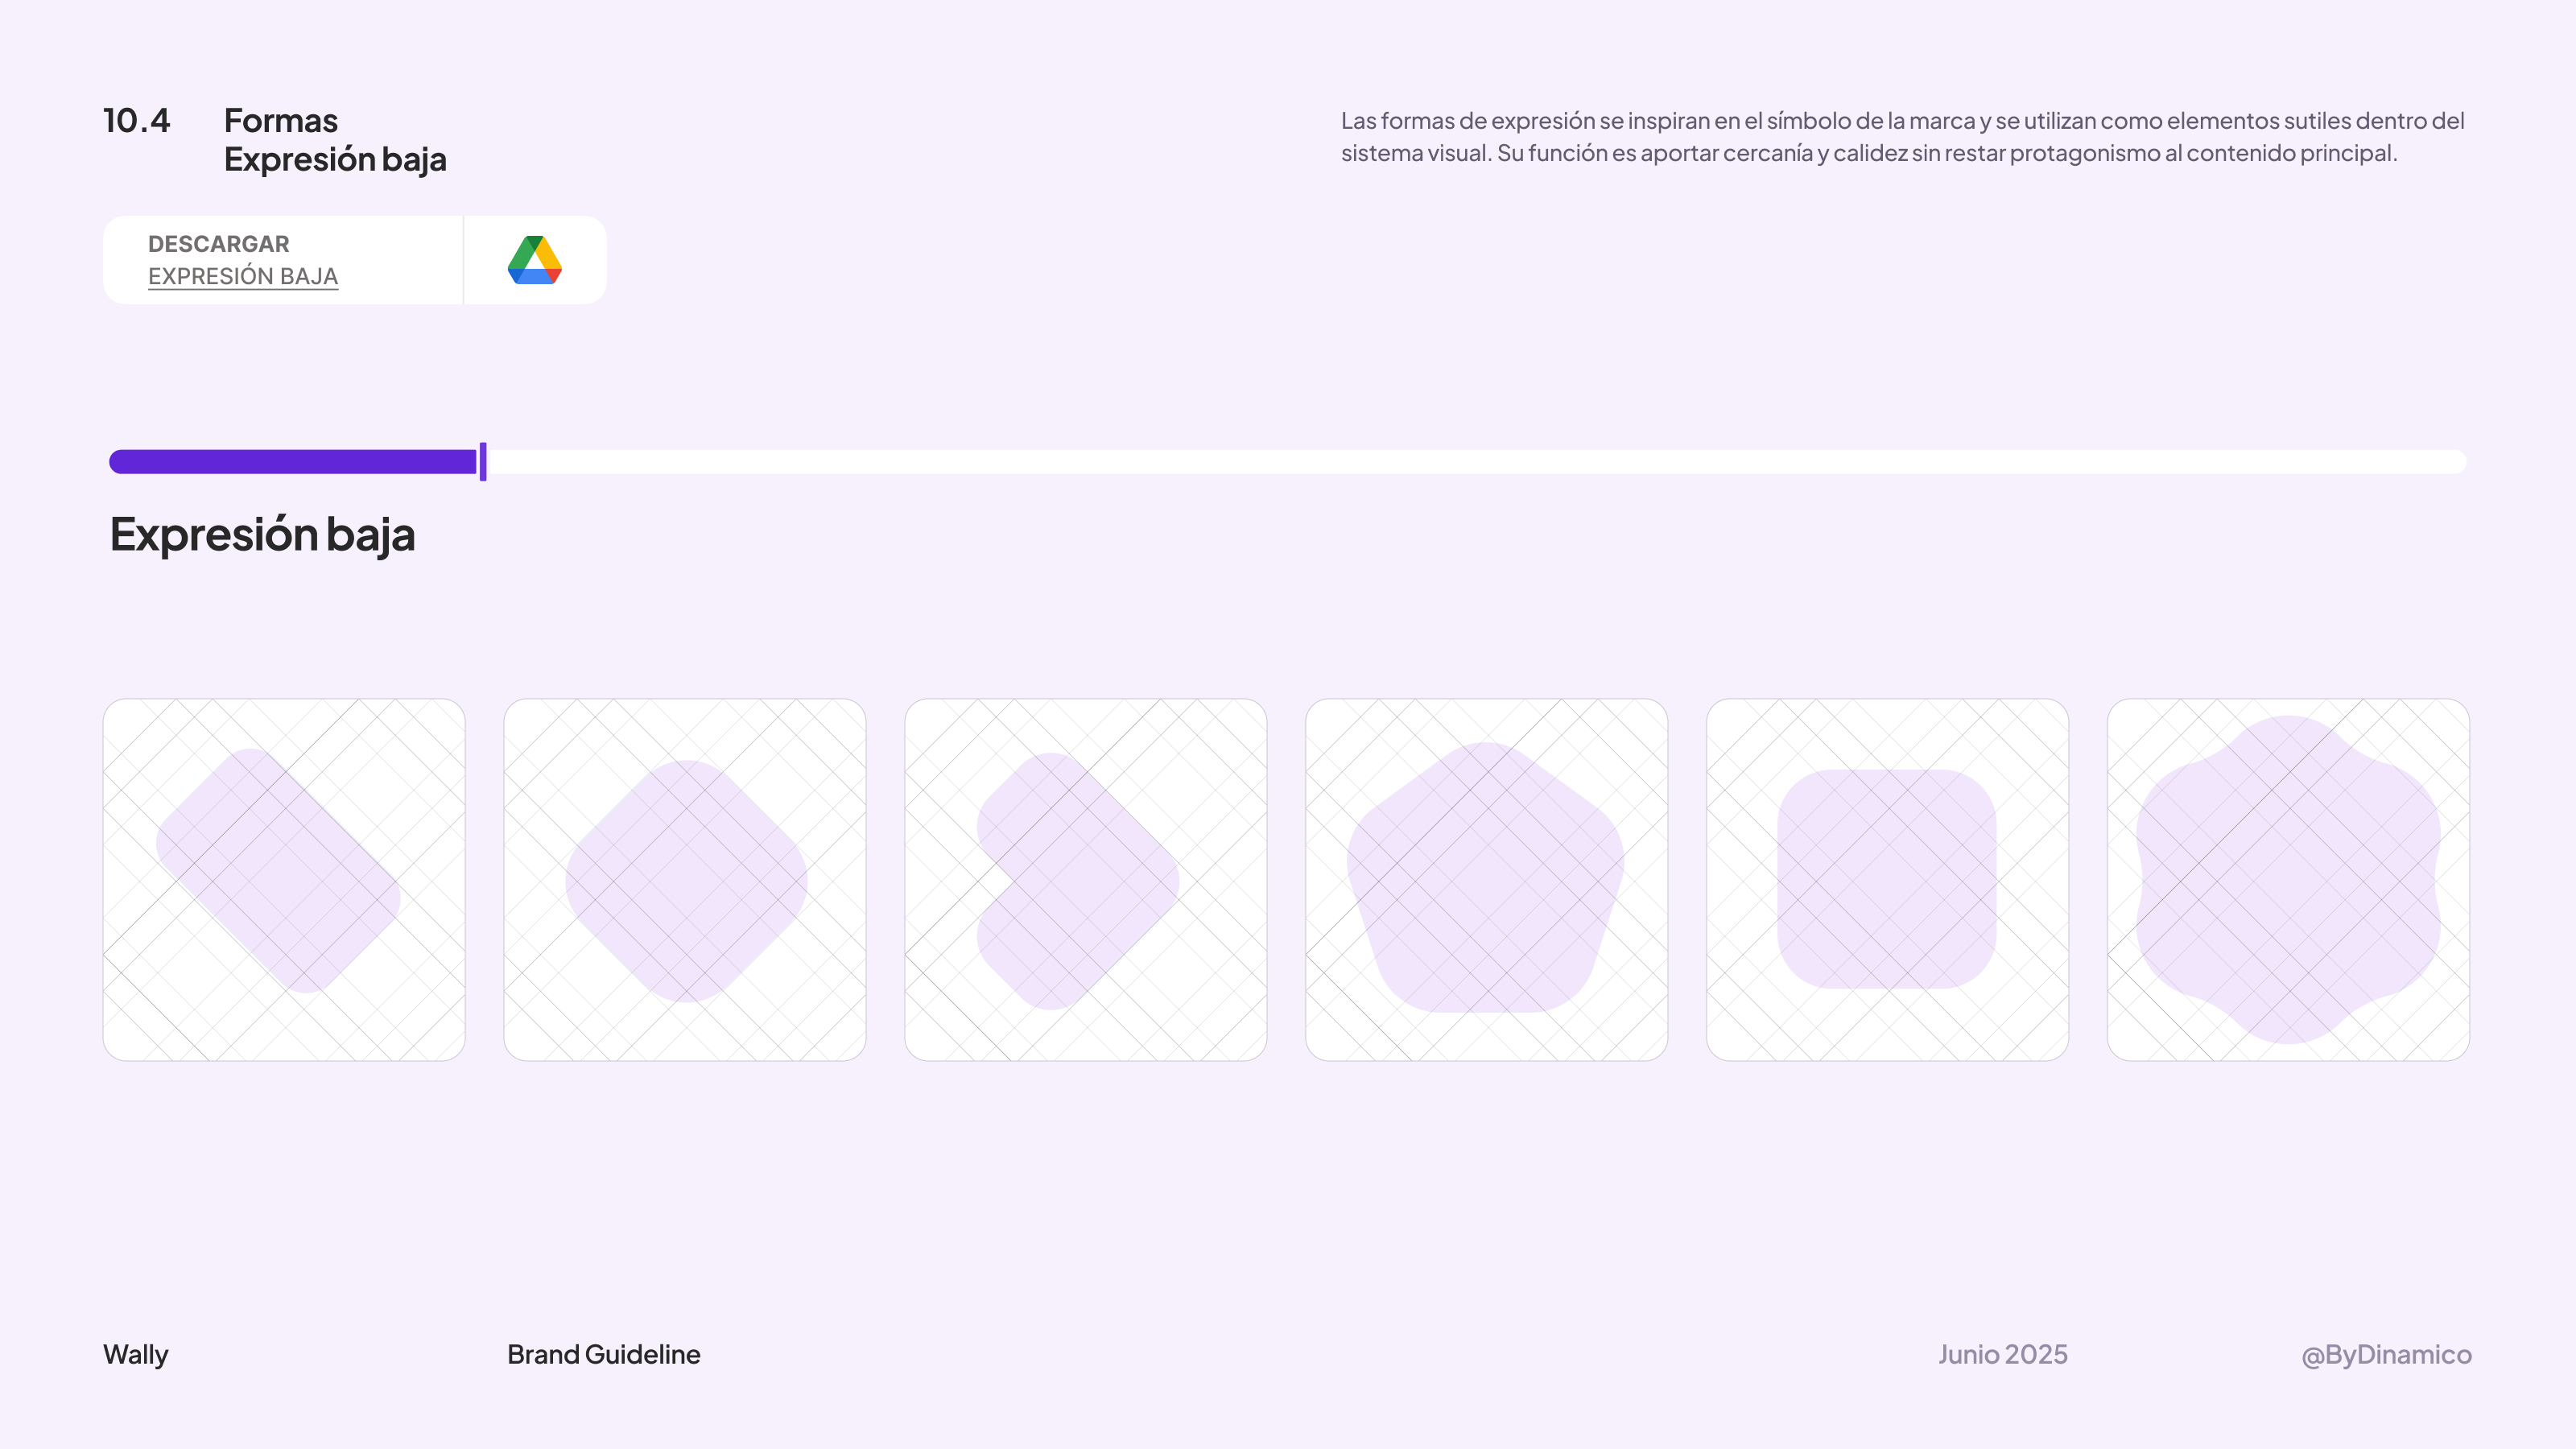 10.4
Formas
Expresión baja
Las formas de expresión se inspiran en el símbolo de la marca y se utilizan como elementos sutiles dentro del
sistema visual. Su función es aportar cercanía y calidez sin restar protagonismo al contenido principal.
DESCARGAR
EXPRESIÓN BAJA
Expresión baja
Wally
Brand Guideline
Junio 2025
@ByDinamico